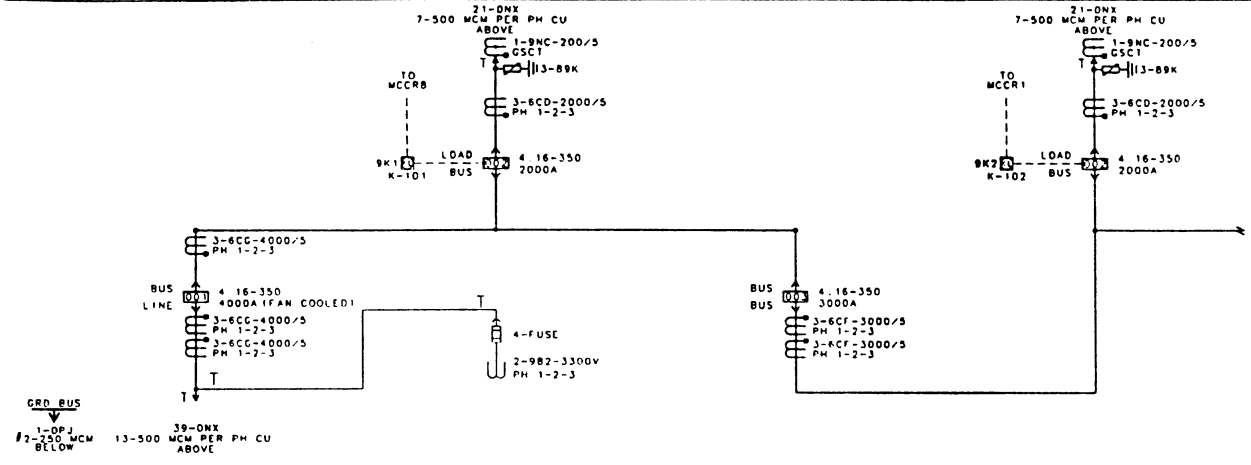 21-0NX
7-500 MCM PER PH CU
ABOVE
1-9NC-200/5
GSCT
T
3-89K
TO
MCCR8
3-6CD-2000/5
PH 1-2-3
9K1
K-101
LOAD
BUS
102
4.16-350
2000A
21-0NX
7-500 MCM PER PH CU
ABOVE
1-9NC-200/5
GSCT
T
3-89K
TO
MCCR1
3-6CD-2000/5
PH 1-2-3
9K2
K-102
LOAD
BUS
4.16-350
2000A
3-6CG-4000/5
PH 1-2-3
BUS
LINE
001
4.16-350
4000A (FAN COOLED)
3-6CG-4000/5
PH 1-2-3
3-6CG-4000/5
PH 1-2-3
T
T
T
4-FUSE
2-982-3300V
PH 1-2-3
BUS
BUS
003
4.16-350
3000A
3-6CF-3000/5
PH 1-2-3
3-6CF-3000/5
PH 1-2-3
GRD BUS
1-0PJ
#2-250 MCM
BELOW
39-0NX
13-500 MCM PER PH CU
ABOVE